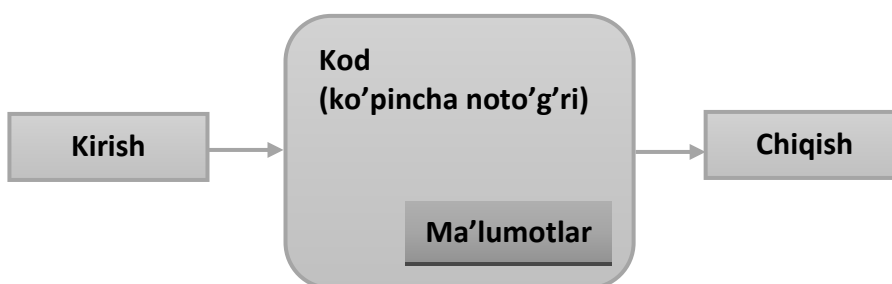 Kod
(ko’pincha noto’g’ri)
Kirish
Chiqish
Ma’lumotlar